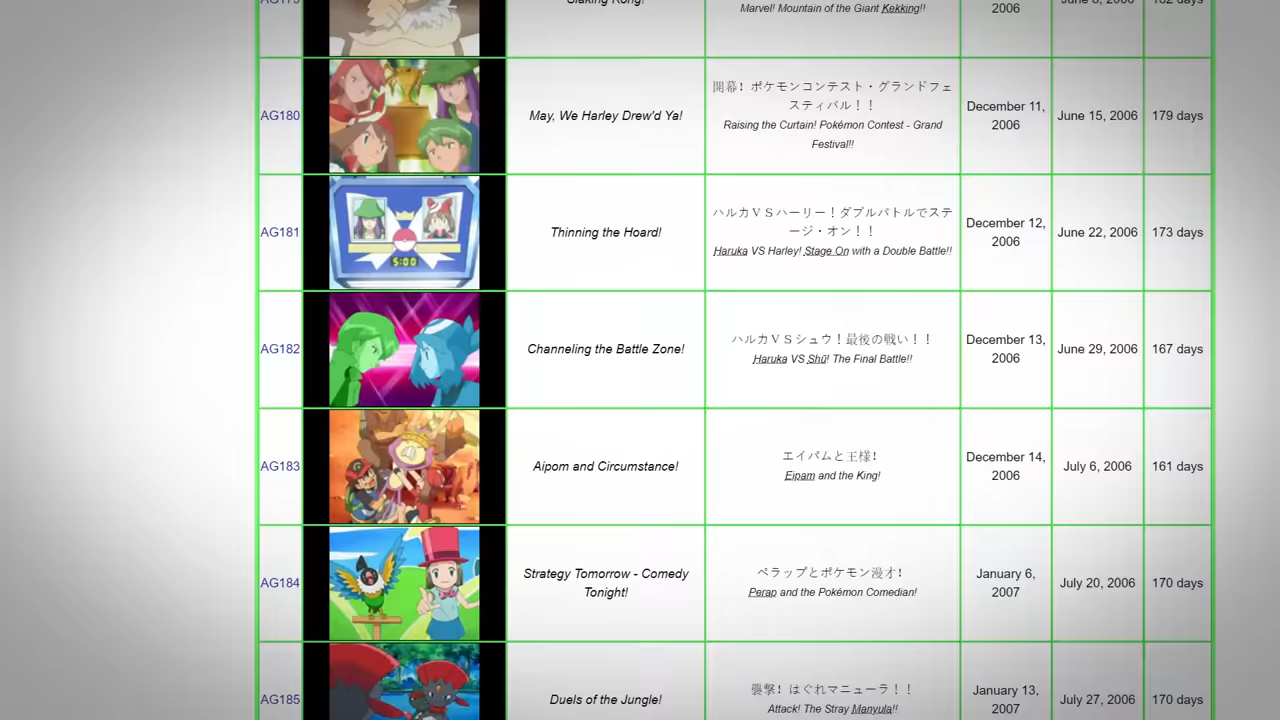 AG179
Slaking Kong!
Marvel! Mountain of the Giant Kekking!!
2006
June 8, 2006
182 days
AG180
May, We Harley Drew'd Ya!
開幕！ポケモンコンテスト・グランドフェ
スティバル！！
Raising the Curtain! Pokémon Contest - Grand
Festival!!
December 11,
2006
June 15, 2006
179 days
AG181
5:00
Thinning the Hoard!
ハルカＶＳハーリー！ダブルバトルでステ
ージ・オン！！
Haruka VS Harley! Stage On with a Double Battle!!
December 12,
2006
June 22, 2006
173 days
AG182
Channeling the Battle Zone!
ハルカＶＳシュウ！最後の戦い！！
Haruka VS Shū! The Final Battle!!
December 13,
2006
June 29, 2006
167 days
AG183
Aipom and Circumstance!
エイパムと王様！
Eipam and the King!
December 14,
2006
July 6, 2006
161 days
AG184
Strategy Tomorrow - Comedy
Tonight!
ペラップとポケモン漫才！
Perap and the Pokémon Comedian!
January 6,
2007
July 20, 2006
170 days
AG185
Duels of the Jungle!
襲撃！はぐれマニューラ！！
Attack! The Stray Manyula!!
January 13,
2007
July 27, 2006
170 days